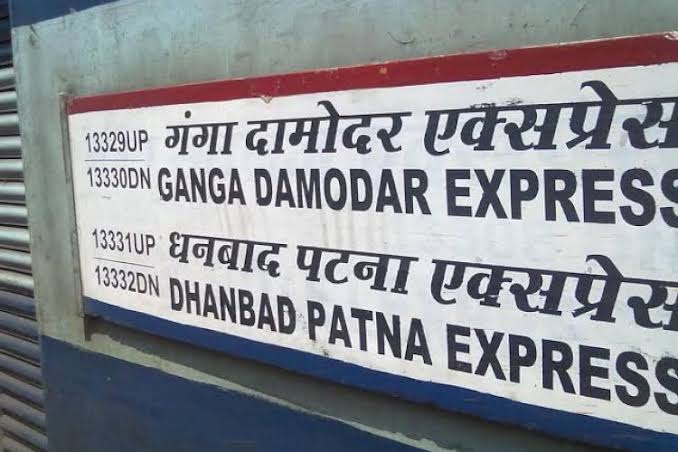 13329UP
13330DN
गंगा दामोदर एक्सप्रेस
GANGA DAMODAR EXPRESS
13331UP
13332DN
धनबाद पटना एक्सप्रेस
DHANBAD PATNA EXPRESS